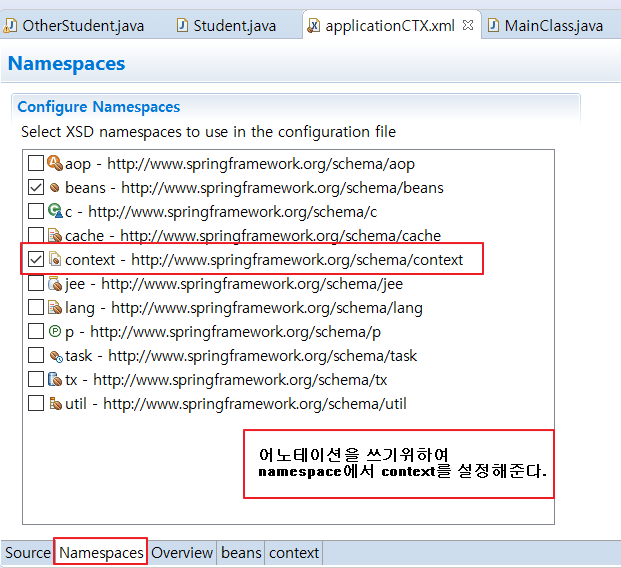 OtherStudent.java
Student.java
applicationCTX.xml
MainClass.java
Namespaces
Configure Namespaces
Select XSD namespaces to use in the configuration file
aop - http://www.springframework.org/schema/aop
beans - http://www.springframework.org/schema/beans
c - http://www.springframework.org/schema/c
cache - http://www.springframework.org/schema/cache
context - http://www.springframework.org/schema/context
jee - http://www.springframework.org/schema/jee
lang - http://www.springframework.org/schema/lang
p - http://www.springframework.org/schema/p
task - http://www.springframework.org/schema/task
tx - http://www.springframework.org/schema/tx
util - http://www.springframework.org/schema/util
어노테이션을 쓰기위하여
namespace에서 context를 설정해준다.
Source
Namespaces
Overview
beans
context